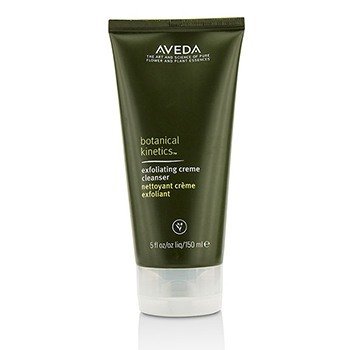 AVEDA
THE ART AND SCIENCE OF PURE
FLOWER AND PLANT ESSENCES
botanical
kinetics™
exfoliating creme
cleanser
nettoyant crème
exfoliant
5 fl oz/oz liq/150 ml ℮